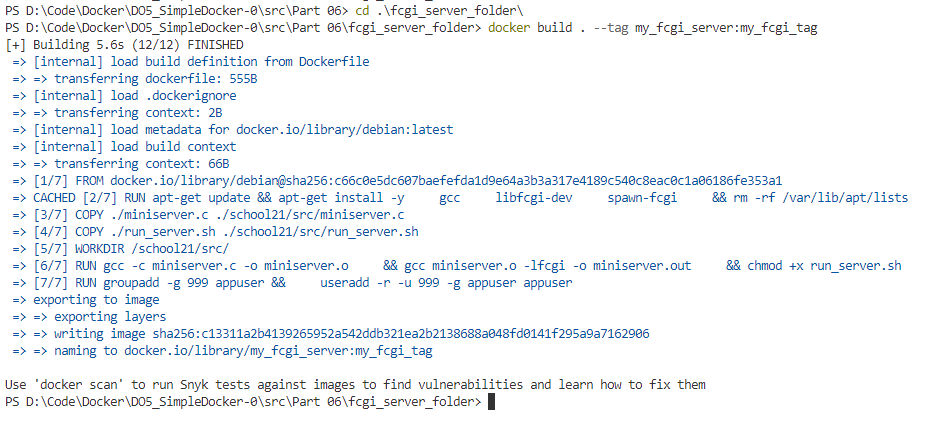 PS D:\Code\Docker\DO5_SimpleDocker-0\src\Part 06> cd .\fcgi_server_folder\
PS D:\Code\Docker\DO5_SimpleDocker-0\src\Part 06\fcgi_server_folder> docker build . --tag my_fcgi_server:my_fcgi_tag
[+] Building 5.6s (12/12) FINISHED
=> [internal] load build definition from Dockerfile
=> => transferring dockerfile: 555B
=> [internal] load .dockerignore
=> => transferring context: 2B
=> [internal] load metadata for docker.io/library/debian:latest
=> [internal] load build context
=> => transferring context: 66B
=> [1/7] FROM docker.io/library/debian@sha256:c66c0e5dc607baefefda1d9e64a3b3a317e4189c540c8eac0c1a06186fe353a1
=> CACHED [2/7] RUN apt-get update && apt-get install -y     gcc     libfcgi-dev     spawn-fcgi     && rm -rf /var/lib/apt/lists
=> [3/7] COPY ./miniserver.c ./school21/src/miniserver.c
=> [4/7] COPY ./run_server.sh ./school21/src/run_server.sh
=> [5/7] WORKDIR /school21/src/
=> [6/7] RUN gcc -c miniserver.c -o miniserver.o     && gcc miniserver.o -lfcgi -o miniserver.out     && chmod +x run_server.sh
=> [7/7] RUN groupadd -g 999 appuser &&     useradd -r -u 999 -g appuser appuser
=> exporting to image
=> => exporting layers
=> => writing image sha256:c13311a2b4139265952a542ddb321ea2b2138688a048fd0141f295a9a7162906
=> => naming to docker.io/library/my_fcgi_server:my_fcgi_tag
Use 'docker scan' to run Snyk tests against images to find vulnerabilities and learn how to fix them
PS D:\Code\Docker\DO5_SimpleDocker-0\src\Part 06\fcgi_server_folder>